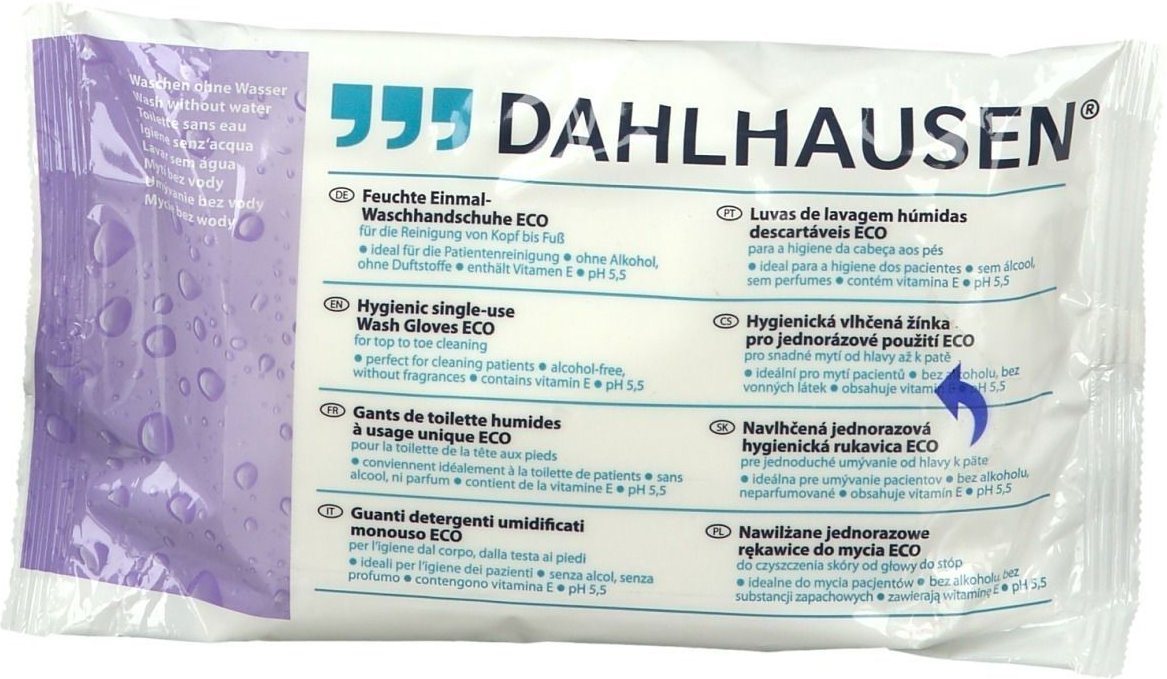 Waschen ohne Wasser
Wash without water
Toilette sans eau
Igiene senz'acqua
Lavar sem água
Mytí bez vody
Umývanie bez vody
Mycie bez wody
DAHLHAUSEN®
DE Feuchte Einmal-
Waschhandschuhe ECO
für die Reinigung von Kopf bis Fuß
• ideal für die Patientenreinigung • ohne Alkohol,
ohne Duftstoffe • enthält Vitamen E • pH 5,5
EN Hygienic single-use
Wash Gloves ECO
for top to toe cleaning
• perfect for cleaning patients • alcohol-free,
without fragrances • contains vitamin E • pH 5,5
FR Gants de toilette humides
à usage unique ECO
pour la toilette de la tête aux pieds
• conviennent idéalement à la toilette de patients • sans
alcool, ni parfum • contient de la vitamine E • pH 5,5
IT Guanti detergenti umidificati
monouso ECO
per l'igiene dal corpo, dalla testa ai piedi
• ideali per l'igiene dei pazienti • senza alcol, senza
profumo • contengono vitamina E • pH 5,5
PT Luvas de lavagem húmidas
descartáveis ECO
para a higiene da cabeça aos pés
• ideal para a higiene dos pacientes • sem álcool,
sem perfumes • contém vitamina E • pH 5,5
CS Hygienická vlhčená žínka
pro jednorázové použití ECO
pro snadné mytí od hlavy až k patě
• ideální pro mytí pacientů • bez alkoholu, bez
vonných látek • obsahuje vitamin E • pH 5,5
SK Navlhčená jednorazová
hygienická rukavica ECO
pre jednoduché umývanie od hlavy k päte
• ideálna pre umývanie pacientov • bez alkoholu,
neparfumované • obsahuje vitamín E • pH 5,5
PL Nawilżane jednorazowe
rękawice do mycia ECO
do czyszczenia skóry od głowy do stóp
• idealne do mycia pacjentów • bez alkoholu, bez
substancji zapachowych • zawierają witaminę E • pH 5,5